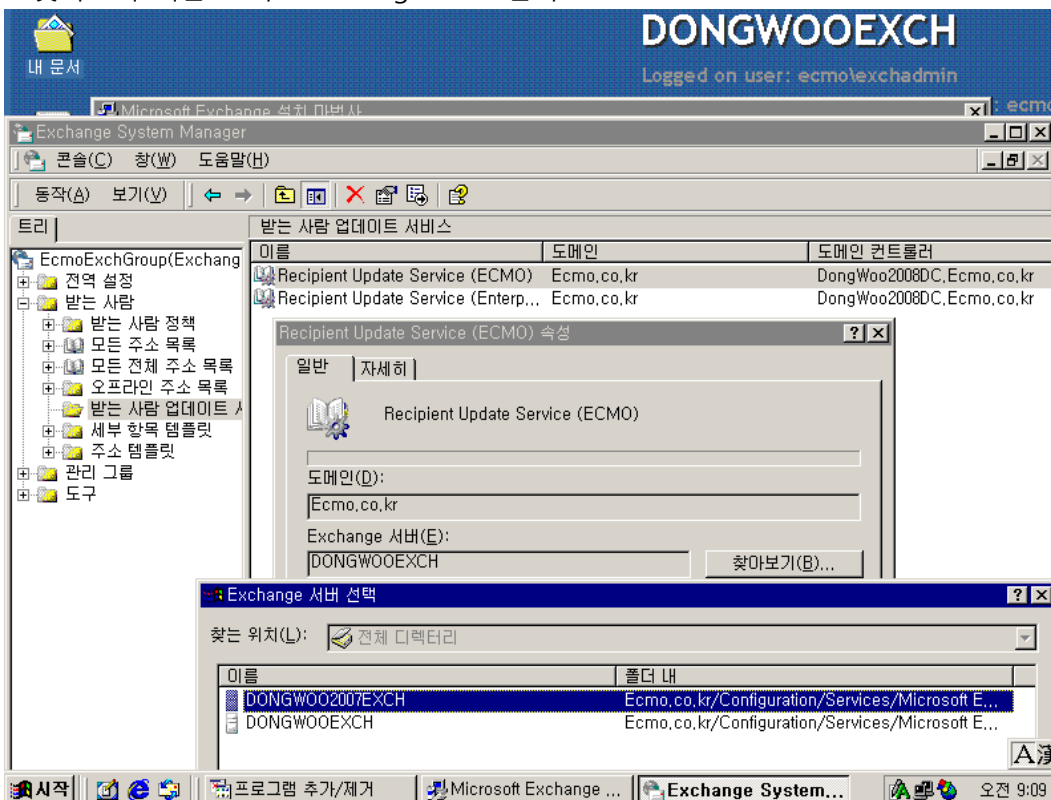 DONGWOOEXCH
내 문서
Logged on user: ecmo\exchadmin
Microsoft Exchange 설치 마법사
: ecmo
Exchange System Manager
콘솔(C) 창(W) 도움말(H)
동작(A) 보기(V)
트리
받는 사람 업데이트 서비스
이름 도메인 도메인 컨트롤러
EcmoExchGroup(Exchang
Recipient Update Service (ECMO) Ecmo.co.kr DongWoo2008DC.Ecmo.co.kr
전역 설정
Recipient Update Service (Enterp... Ecmo.co.kr DongWoo2008DC.Ecmo.co.kr
받는 사람
받는 사람 정책
모든 주소 목록
모든 전체 주소 목록
오프라인 주소 목록
받는 사람 업데이트 서
세부 항목 템플릿
주소 템플릿
관리 그룹
도구
Recipient Update Service (ECMO) 속성
일반 자세히
Recipient Update Service (ECMO)
도메인(D):
Ecmo.co.kr
Exchange 서버(E):
DONGWOOEXCH 찾아보기(B)...
Exchange 서버 선택
찾는 위치(L): 전체 디렉터리
이름 폴더 내
DONGWOO2007EXCH Ecmo.co.kr/Configuration/Services/Microsoft E...
DONGWOOEXCH Ecmo.co.kr/Configuration/Services/Microsoft E...
A漢
시작 프로그램 추가/제거 Microsoft Exchange ... Exchange System... 오전 9:09